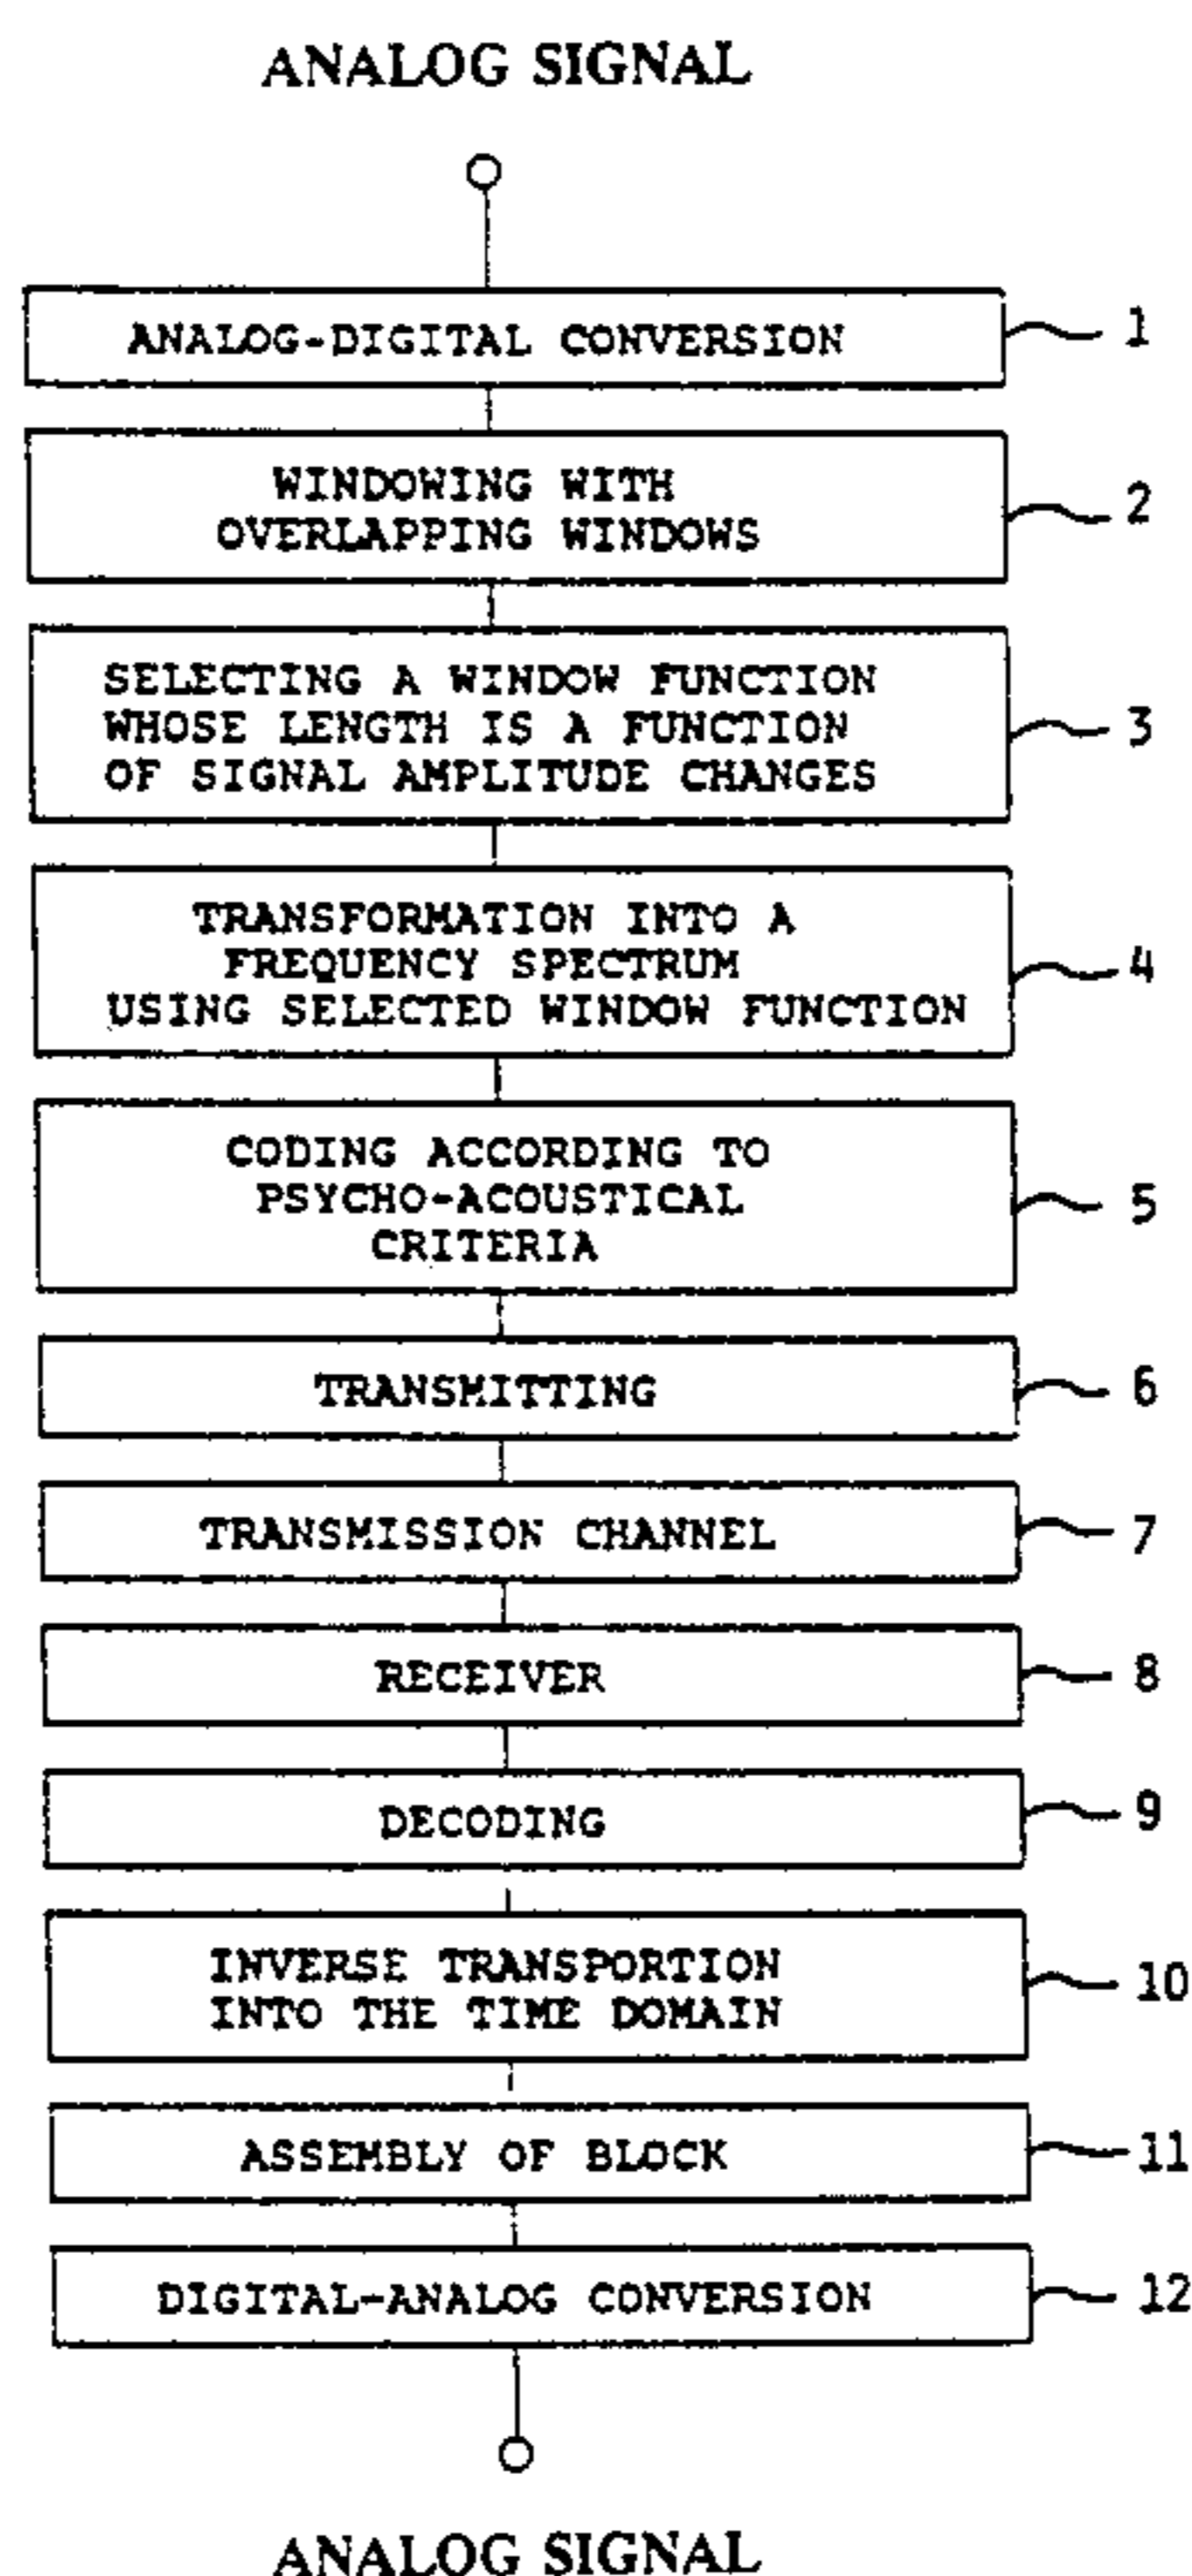 ANALOG SIGNAL
ANALOG-DIGITAL CONVERSION
1
WINDOWING WITH
OVERLAPPING WINDOWS
2
SELECTING A WINDOW FUNCTION
WHOSE LENGTH IS A FUNCTION
OF SIGNAL AMPLITUDE CHANGES
3
TRANSFORMATION INTO A
FREQUENCY SPECTRUM
USING SELECTED WINDOW FUNCTION
4
CODING ACCORDING TO
PSYCHO-ACOUSTICAL
CRITERIA
5
TRANSMITTING
6
TRANSMISSION CHANNEL
7
RECEIVER
8
DECODING
9
INVERSE TRANSPORTION
INTO THE TIME DOMAIN
10
ASSEMBLY OF BLOCK
11
DIGITAL-ANALOG CONVERSION
12
ANALOG SIGNAL